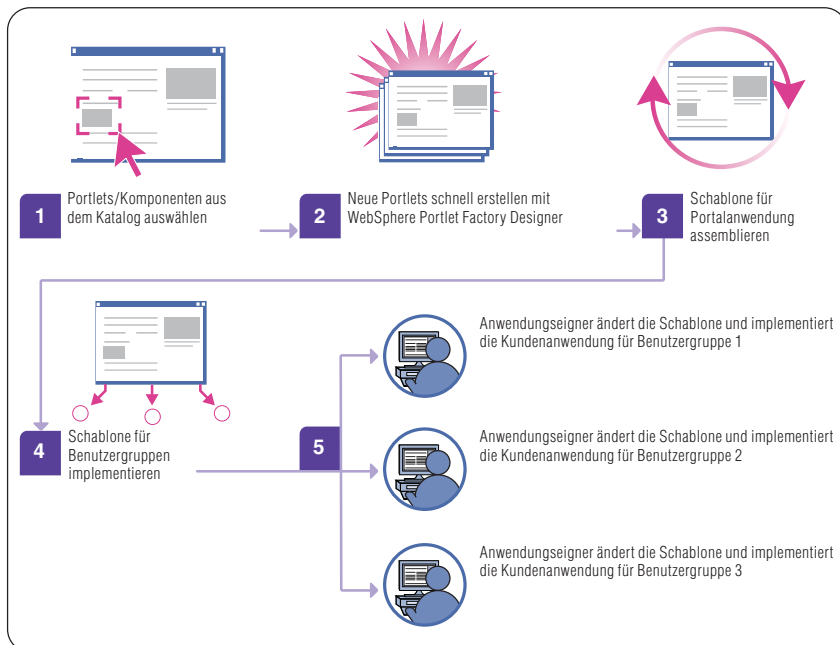 1
Portlets/Komponenten aus
dem Katalog auswählen
2
Neue Portlets schnell erstellen mit
WebSphere Portlet Factory Designer
3
Schablone für
Portalanwendung
assemblieren
4
Schablone für
Benutzergruppen
implementieren
5
Anwendungseigner ändert die Schablone und implementiert
die Kundenanwendung für Benutzergruppe 1
Anwendungseigner ändert die Schablone und implementiert
die Kundenanwendung für Benutzergruppe 2
Anwendungseigner ändert die Schablone und implementiert
die Kundenanwendung für Benutzergruppe 3